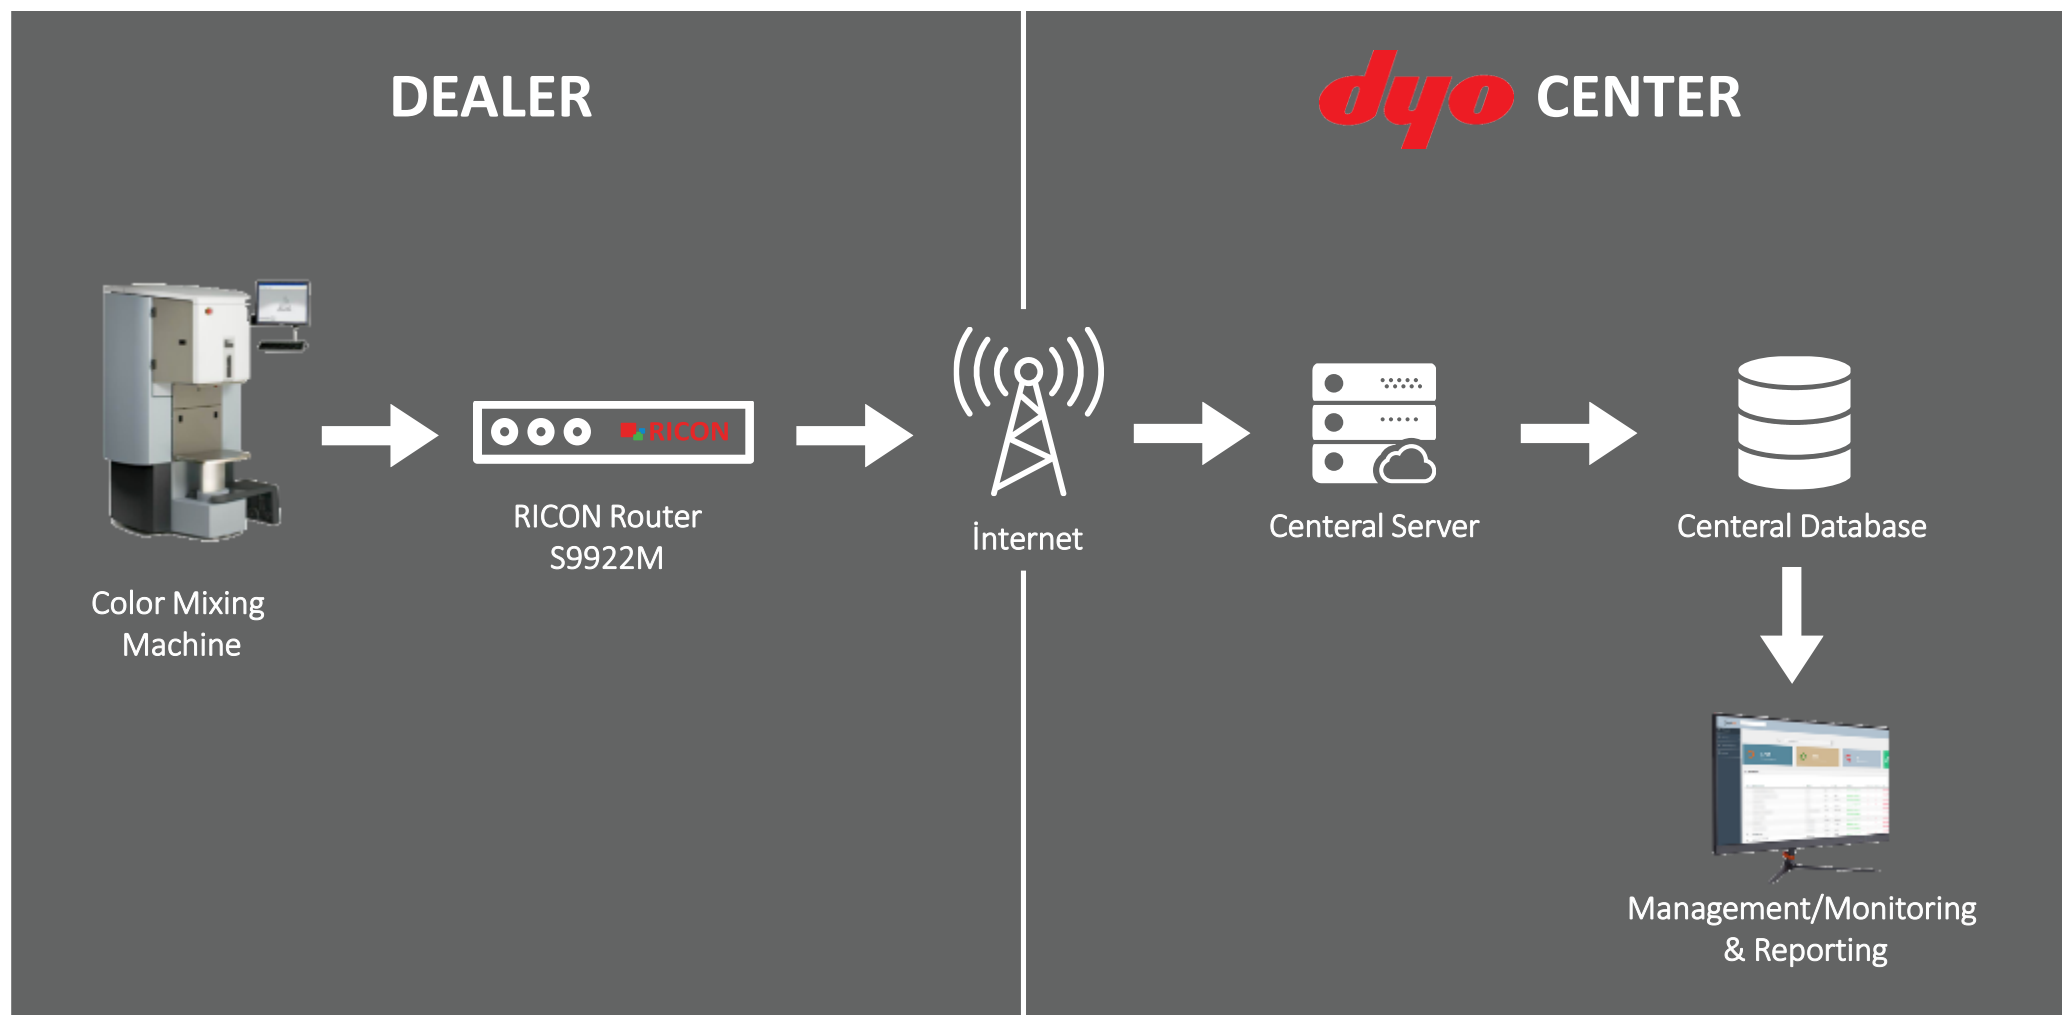 DEALER
dyo CENTER
RICON
RICON Router
S9922M
İnternet
Centeral Server
Centeral Database
Color Mixing
Machine
Management/Monitoring
& Reporting